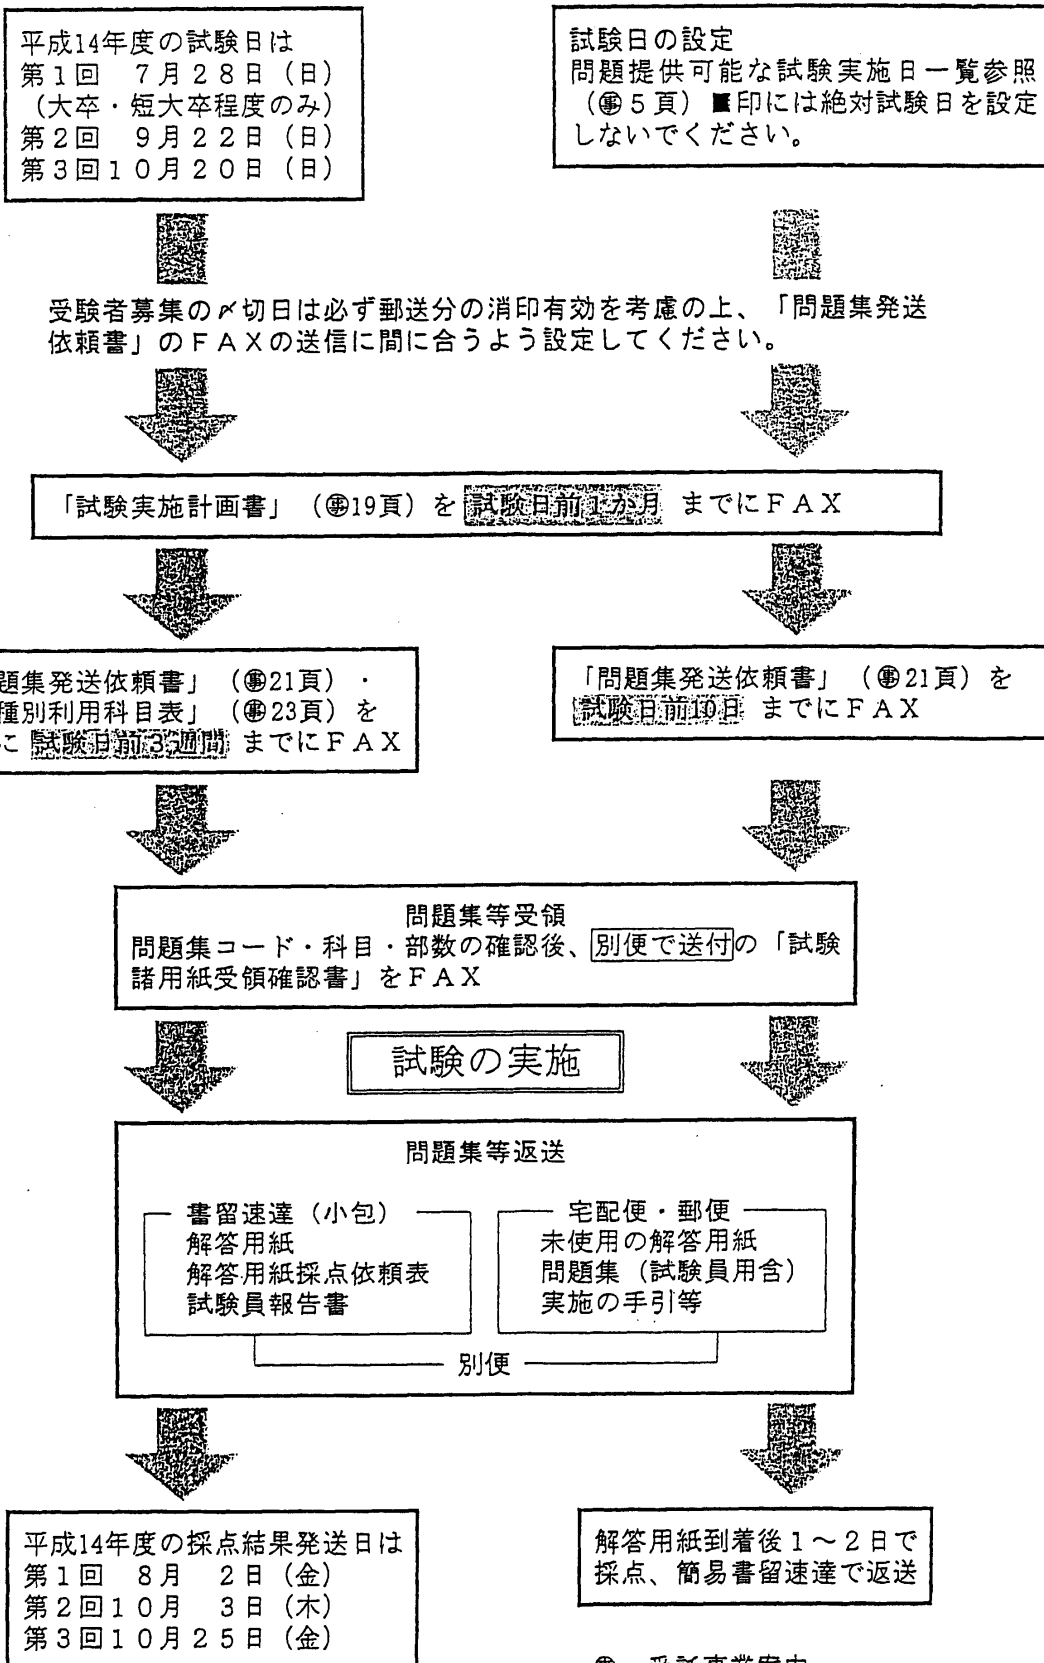 平成14年度の試験日は
第1回　7月28日（日）
（大卒・短大卒程度のみ）
第2回　9月22日（日）
第3回10月20日（日）
試験日の設定
問題提供可能な試験実施日一覧参照
（㊫5頁）■印には絶対試験日を設定
しないでください。
受験者募集の〆切日は必ず郵送分の消印有効を考慮の上、「問題集発送
依頼書」のＦＡＸの送信に間に合うよう設定してください。
「試験実施計画書」（19頁）を 試験日前1か月 までにＦＡＸ
題集発送依頼書」（21頁）・
種別利用科目表」（23頁）を
に 試験日前3週間 までにＦＡＸ
「問題集発送依頼書」（21頁）を
試験日前10日 までにＦＡＸ
問題集等受領
問題集コード・科目・部数の確認後、別便で送付の「試験
諸用紙受領確認書」をＦＡＸ
試験の実施
問題集等返送
書留速達（小包）
解答用紙
解答用紙採点依頼表
試験員報告書
宅配便・郵便
未使用の解答用紙
問題集（試験員用含）
実施の手引等
別便
平成14年度の採点結果発送日は
第1回　8月　2日（金）
第2回10月　3日（木）
第3回10月25日（金）
解答用紙到着後1～2日で
採点、簡易書留速達で返送